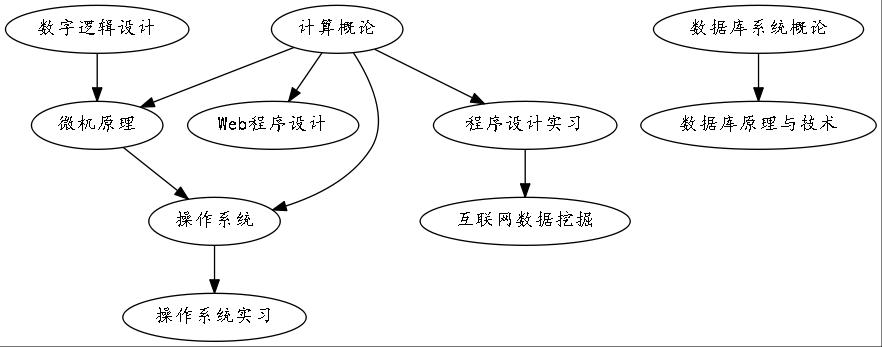 数字逻辑设计
计算概论
数据库系统概论
微机原理
Web程序设计
程序设计实习
数据库原理与技术
操作系统
互联网数据挖掘
操作系统实习